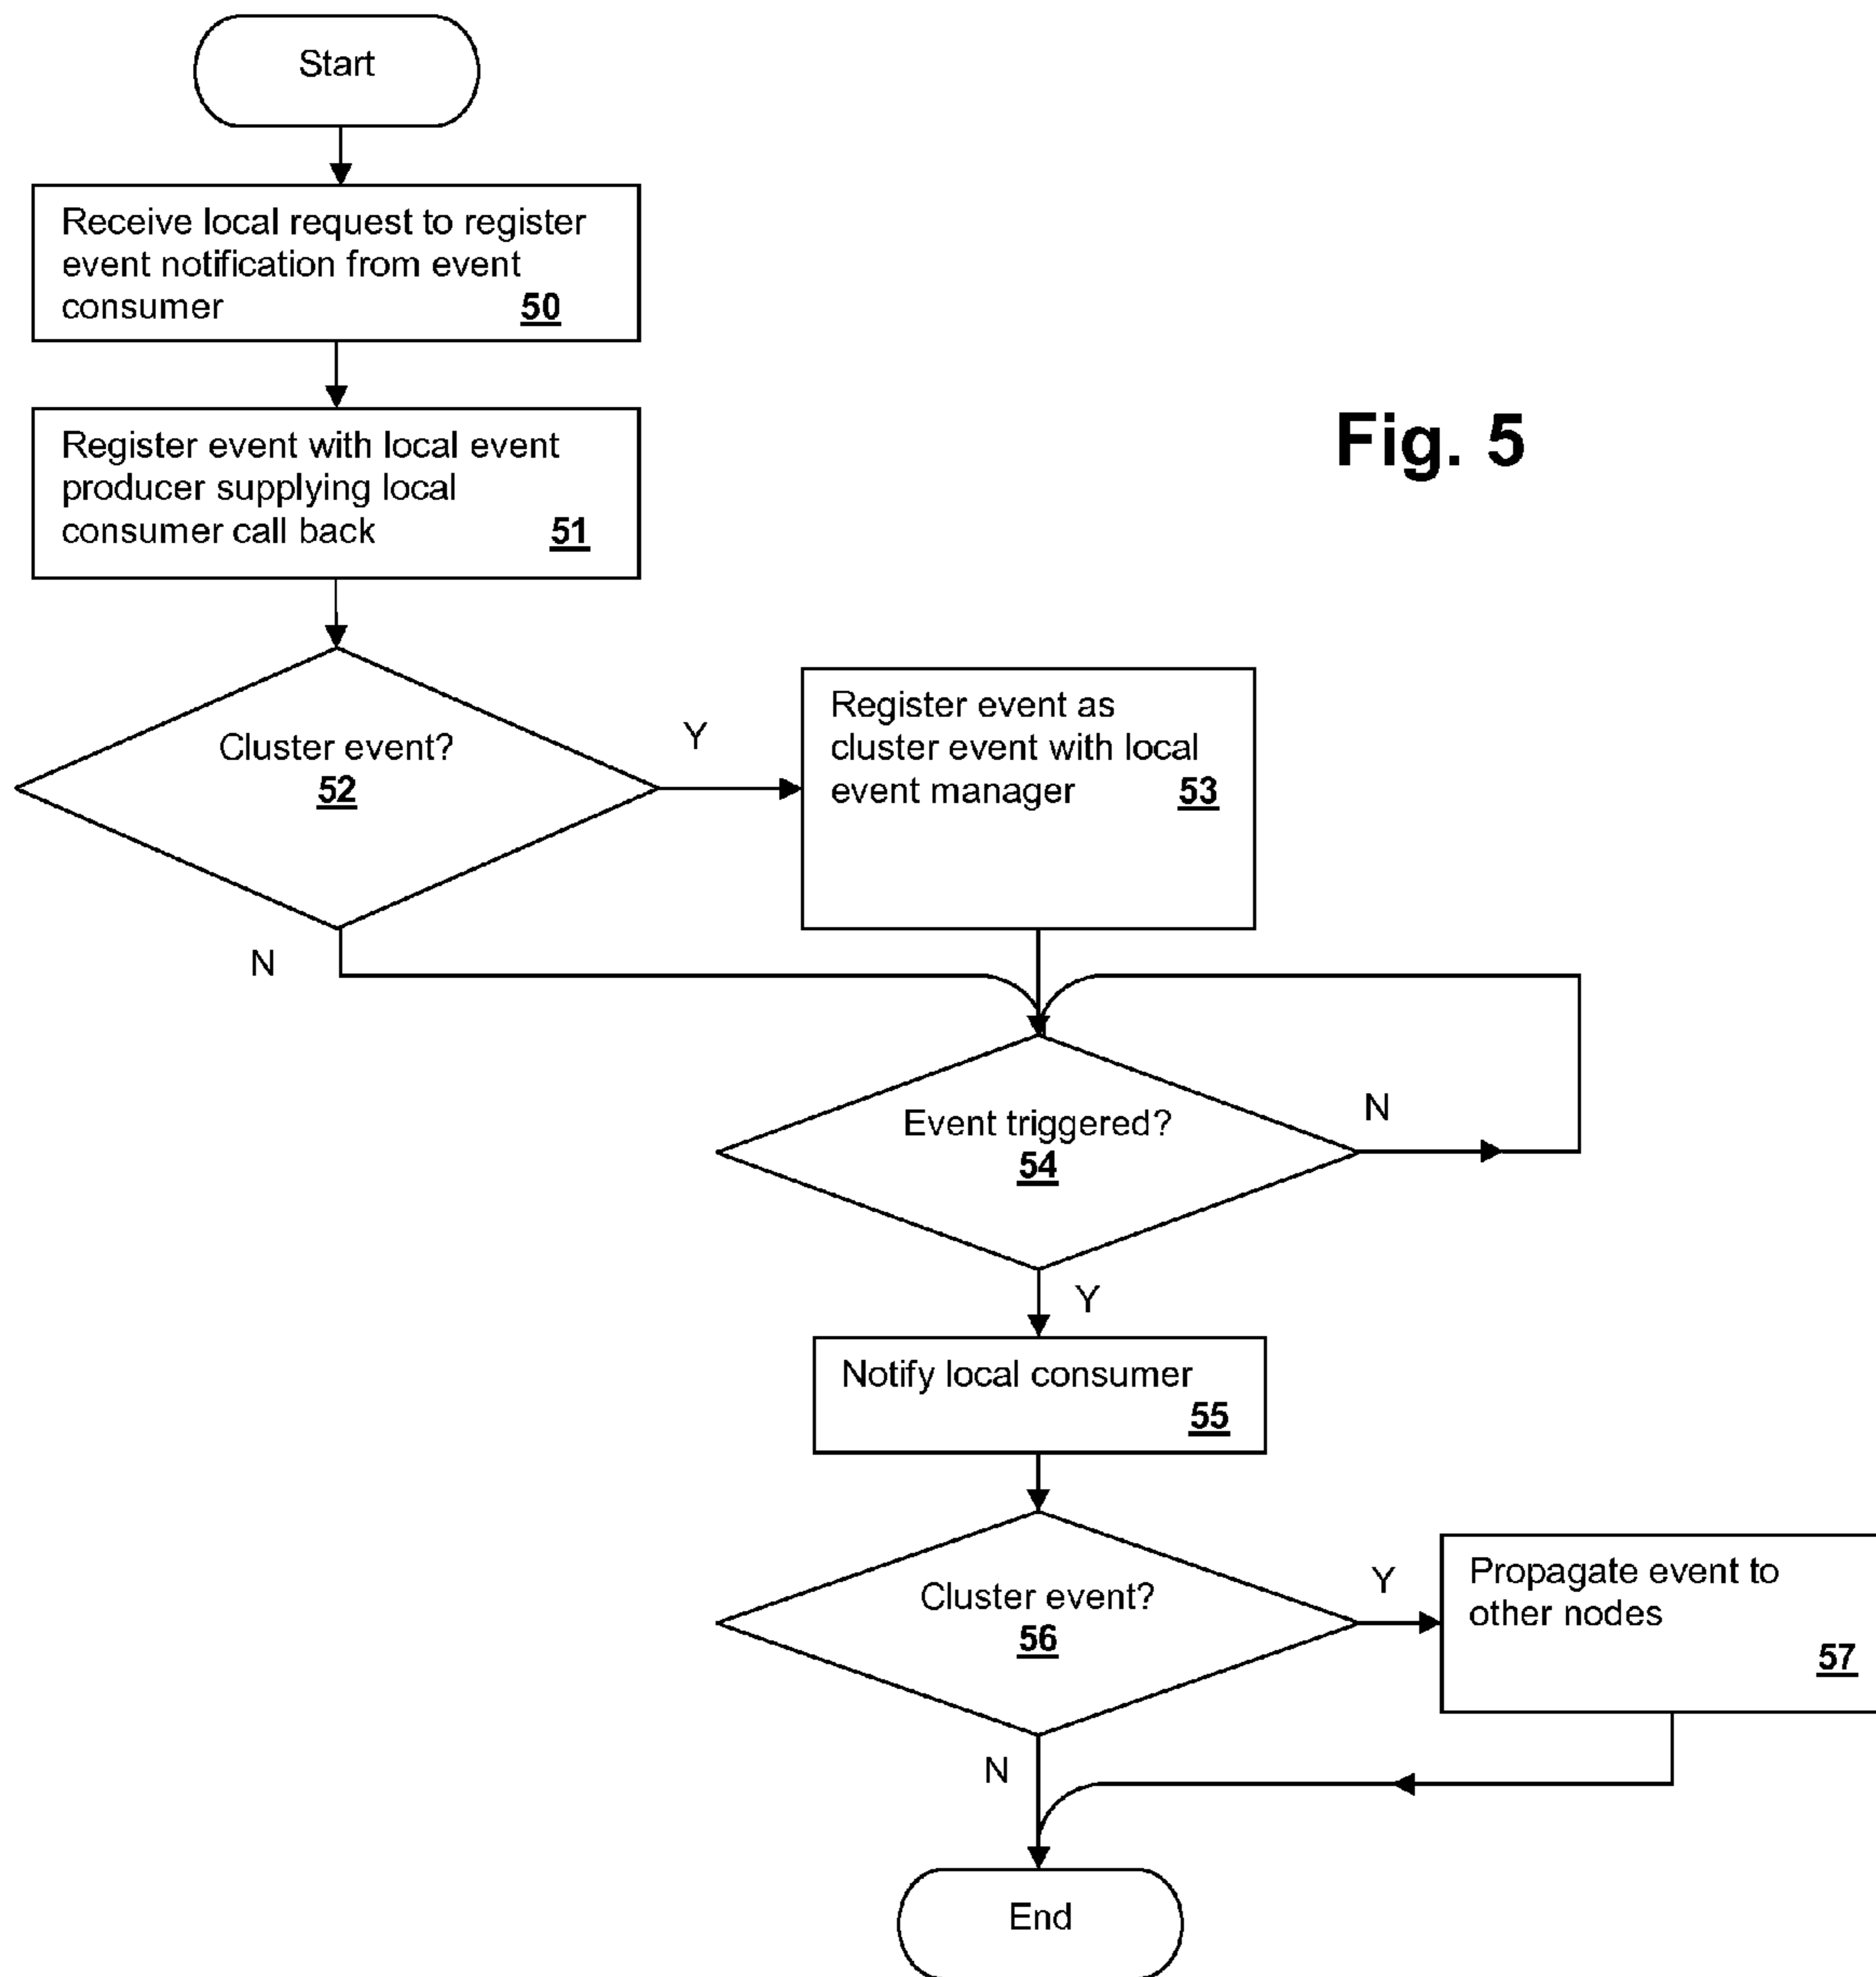 Start
Receive local request to register
event notification from event
consumer 50
Fig. 5
Register event with local event
producer supplying local
consumer call back 51
Cluster event?
52
Y
Register event as
cluster event with local
event manager 53
N
Event triggered?
54
N
Y
Notify local consumer
55
Cluster event?
56
Y
Propagate event to
other nodes
57
N
End